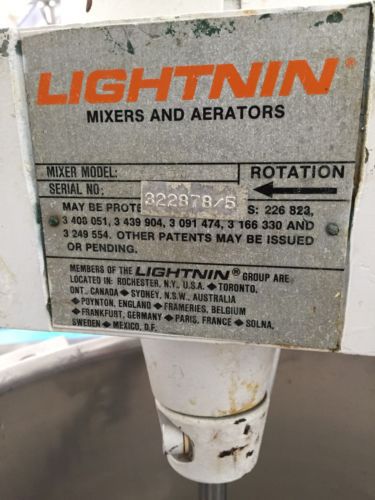 LIGHTNIN®
MIXERS AND AERATORS
MIXER MODEL:
ROTATION
SERIAL NO:
322878/5
MAY BE PROTE S: 226 823,
3 408 051, 3 439 904, 3 091 474, 3 166 330 AND
3 249 554. OTHER PATENTS MAY BE ISSUED
OR PENDING.
MEMBERS OF THE LIGHTNIN® GROUP ARE
LOCATED IN: ROCHESTER, N.Y., U.S.A. ◆ TORONTO,
ONT., CANADA ◆ SYDNEY, N.S.W., AUSTRALIA
◆ POYNTON, ENGLAND ◆ FRAMERIES, BELGIUM
◆ FRANKFURT, GERMANY ◆ PARIS, FRANCE ◆ SOLNA,
SWEDEN ◆ MEXICO, D.F.